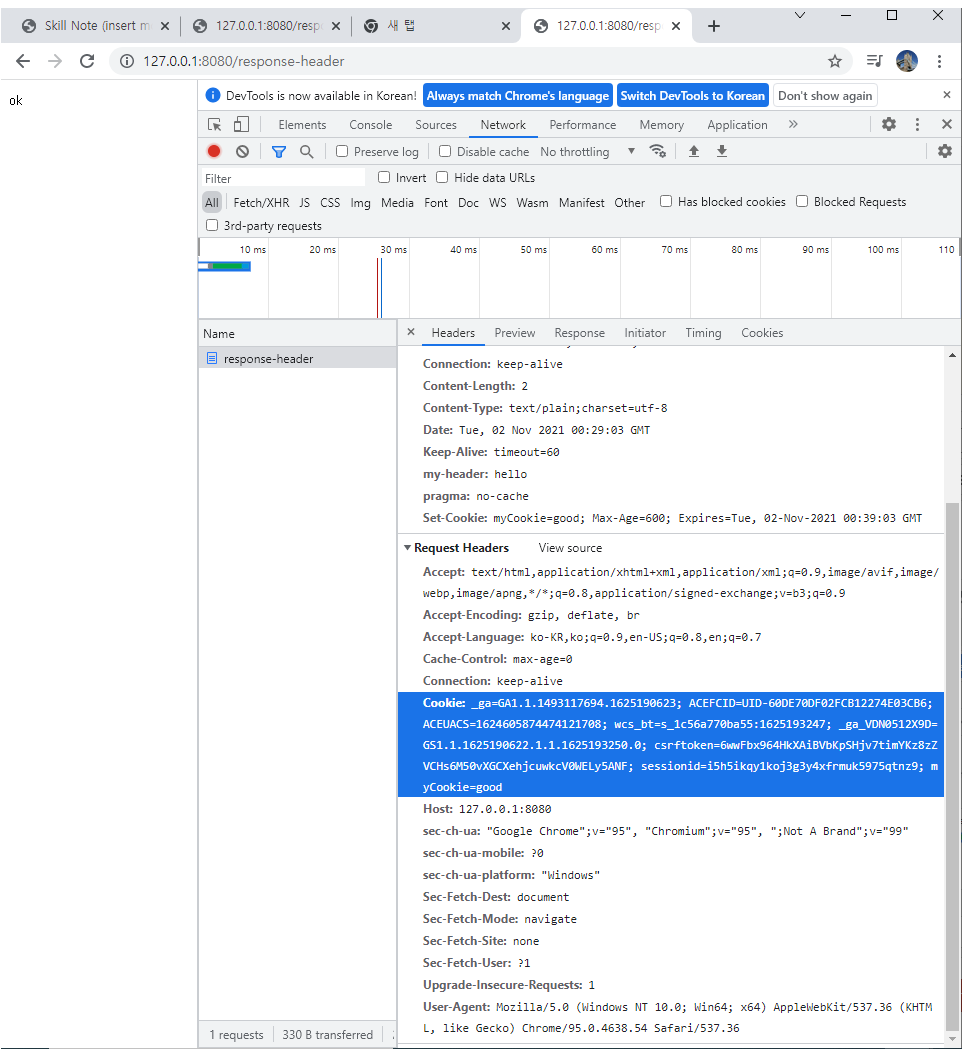 Skill Note (insert m
127.0.0.1:8080/resp
새 탭
127.0.0.1:8080/resp
127.0.0.1:8080/response-header
ok
DevTools is now available in Korean! Always match Chrome's language Switch DevTools to Korean Don't show again
Elements Console Sources Network Performance Memory Application
Preserve log Disable cache No throttling
Filter Invert Hide data URLs
All Fetch/XHR JS CSS Img Media Font Doc WS Wasm Manifest Other Has blocked cookies Blocked Requests
3rd-party requests
10 ms 20 ms 30 ms 40 ms 50 ms 60 ms 70 ms 80 ms 90 ms 100 ms 110
Name
response-header
Headers Preview Response Initiator Timing Cookies
Connection: keep-alive
Content-Length: 2
Content-Type: text/plain;charset=utf-8
Date: Tue, 02 Nov 2021 00:29:03 GMT
Keep-Alive: timeout=60
my-header: hello
pragma: no-cache
Set-Cookie: myCookie=good; Max-Age=600; Expires=Tue, 02-Nov-2021 00:39:03 GMT
Request Headers View source
Accept: text/html,application/xhtml+xml,application/xml;q=0.9,image/avif,image/
webp,image/apng,*/*;q=0.8,application/signed-exchange;v=b3;q=0.9
Accept-Encoding: gzip, deflate, br
Accept-Language: ko-KR,ko;q=0.9,en-US;q=0.8,en;q=0.7
Cache-Control: max-age=0
Connection: keep-alive
Cookie: _ga=GA1.1.1493117694.1625190623; ACEFCID=UID-60DE70DF02FCB12274E03CB6;
ACEUACS=1624605874474121708; wcs_bt=s_1c56a770ba55:1625193247; _ga_VDN0512X9D=
GS1.1.1625190622.1.1.1625193250.0; csrftoken=6wwFbx964HkXAiBVbKpSHjv7timYKz8zZ
VCHs6M50vXGCXehjcuwkcV0WELy5ANF; sessionid=i5h5ikqy1koj3g3y4xfrmuk5975qtnz9; m
yCookie=good
Host: 127.0.0.1:8080
sec-ch-ua: "Google Chrome";v="95", "Chromium";v="95", ";Not A Brand";v="99"
sec-ch-ua-mobile: ?0
sec-ch-ua-platform: "Windows"
Sec-Fetch-Dest: document
Sec-Fetch-Mode: navigate
Sec-Fetch-Site: none
Sec-Fetch-User: ?1
Upgrade-Insecure-Requests: 1
User-Agent: Mozilla/5.0 (Windows NT 10.0; Win64; x64) AppleWebKit/537.36 (KHTM
L, like Gecko) Chrome/95.0.4638.54 Safari/537.36
1 requests 330 B transferred